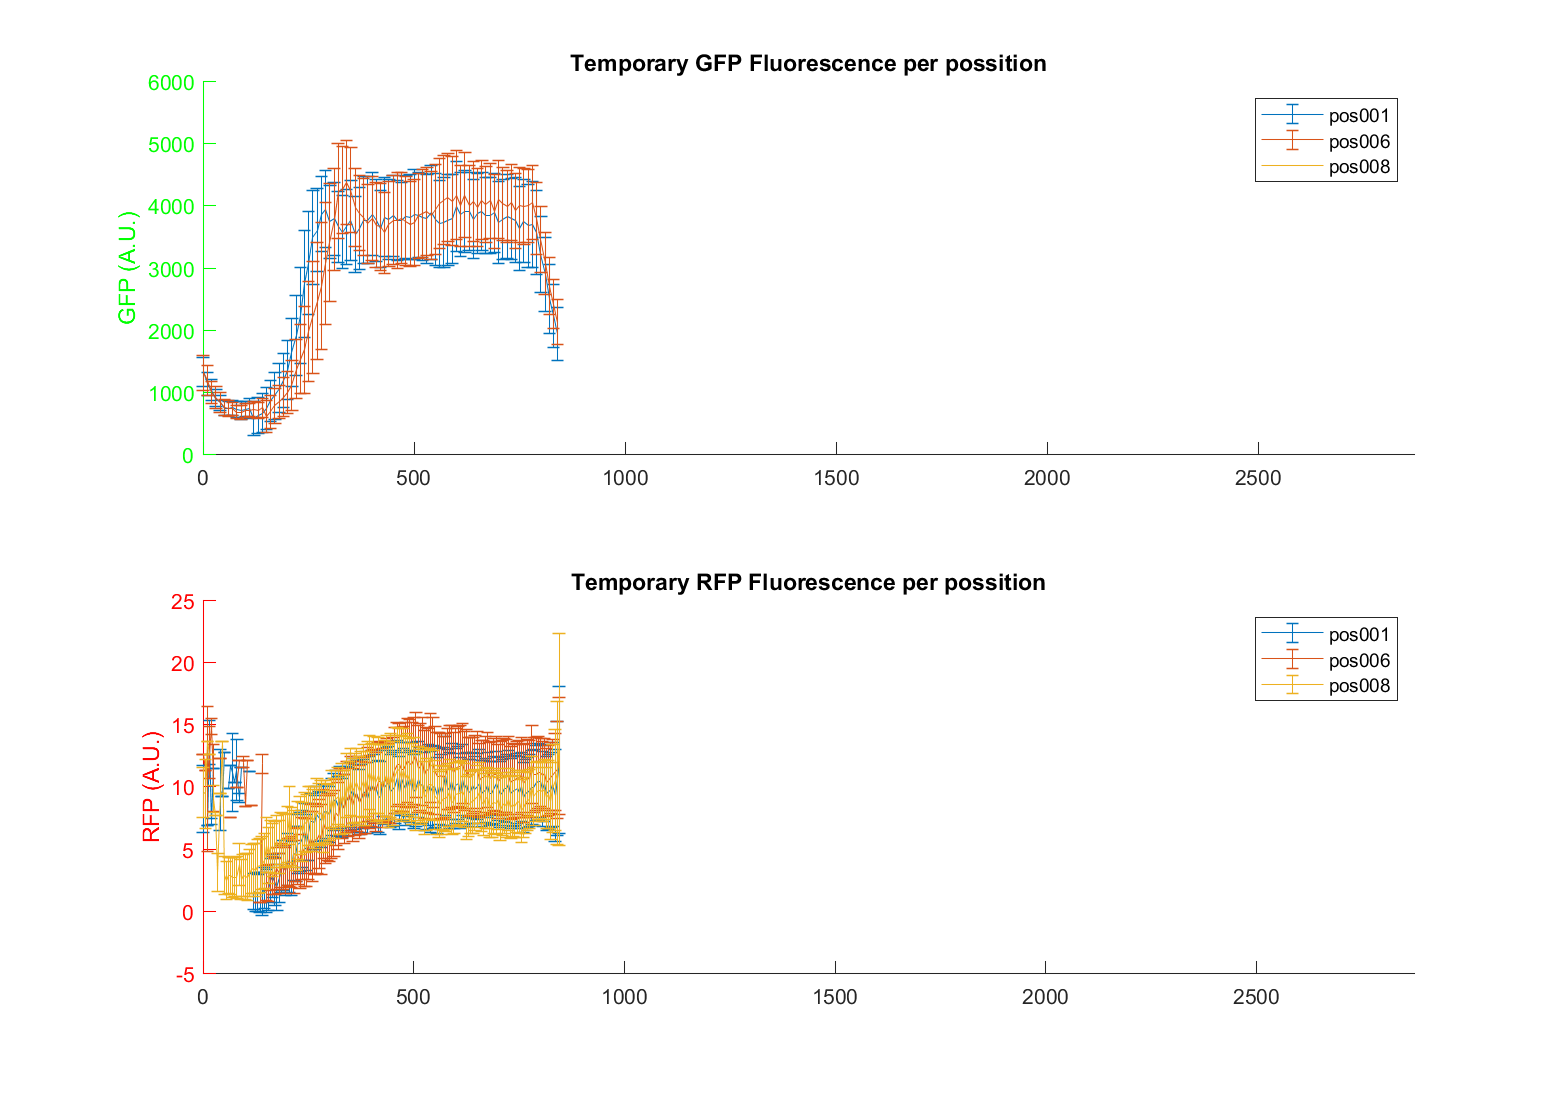 Temporary GFP Fluorescence per possition
6000
5000
4000
3000
2000
1000
0
GFP (A.U.)
0 500 1000 1500 2000 2500
pos001
pos006
pos008
Temporary RFP Fluorescence per possition
25
20
15
10
5
0
-5
RFP (A.U.)
0 500 1000 1500 2000 2500
pos001
pos006
pos008